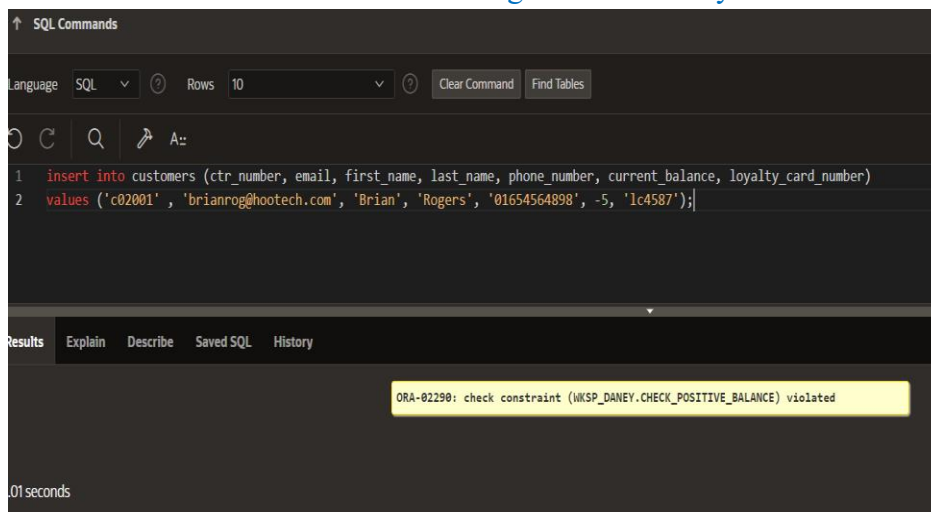 SQL Commands
Language SQL Rows 10 Clear Command Find Tables
A::
1 insert into customers (ctr_number, email, first_name, last_name, phone_number, current_balance, loyalty_card_number)
2 values ('c02001' , 'brianrog@hootech.com', 'Brian', 'Rogers', '01654564898', -5, 'lc4587');
Results Explain Describe Saved SQL History
ORA-02290: check constraint (WKSP_DANEY.CHECK_POSITIVE_BALANCE) violated
.01 seconds